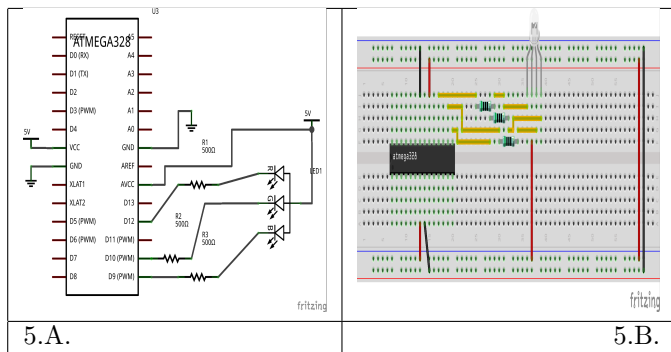 U3
ATMEGA328
RESET
A5
D0 (RX)
A4
D1 (TX)
A3
D2
A2
D3 (PWM)
A1
D4
A0
5V
VCC
GND
GND
AREF
XLAT1
AVCC
XLAT2
D13
D5 (PWM)
D12
D6 (PWM)
D11 (PWM)
D7
D10 (PWM)
D8
D9 (PWM)
R1
500Ω
R2
500Ω
R3
500Ω
5V
LED1
R
G
B
fritzing
atmega328
fritzing
5.A.
5.B.